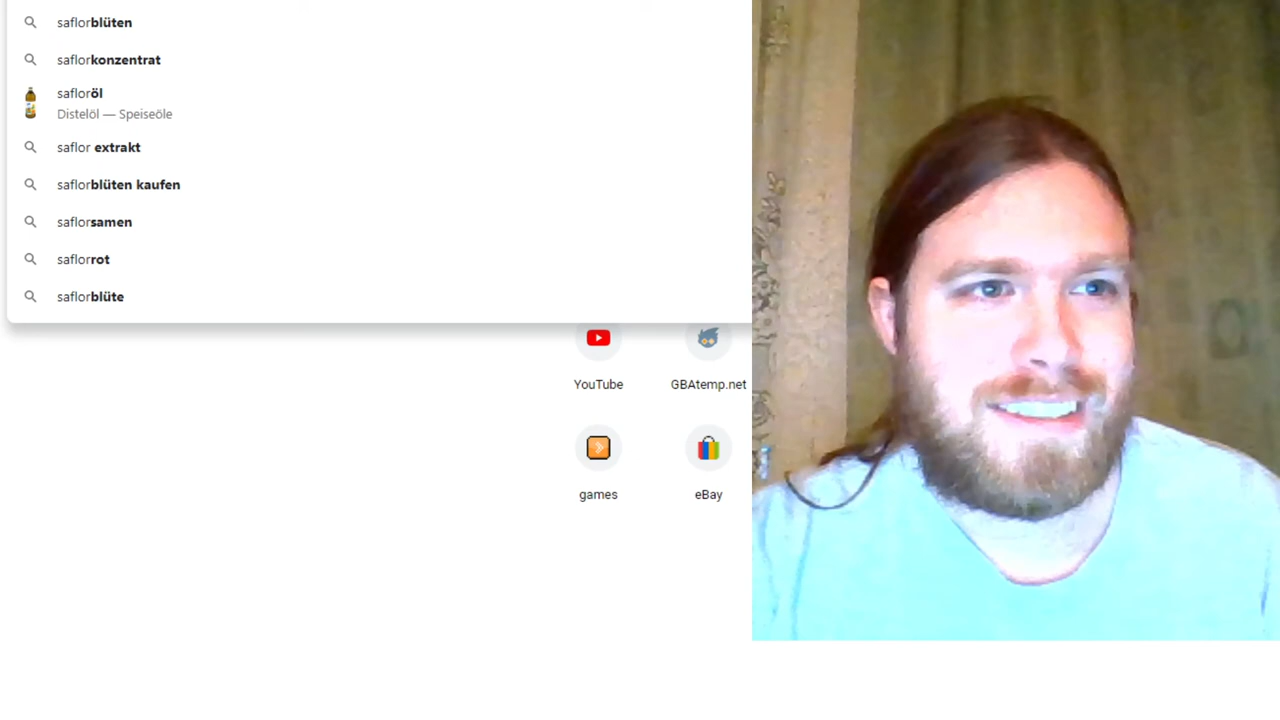 saflorblüten
saflorkonzentrat
safloröl
Distelöl — Speiseöle
saflor extrakt
saflorblüten kaufen
saflorsamen
saflorrot
saflorblüte
YouTube
GBAtemp.net
games
eBay